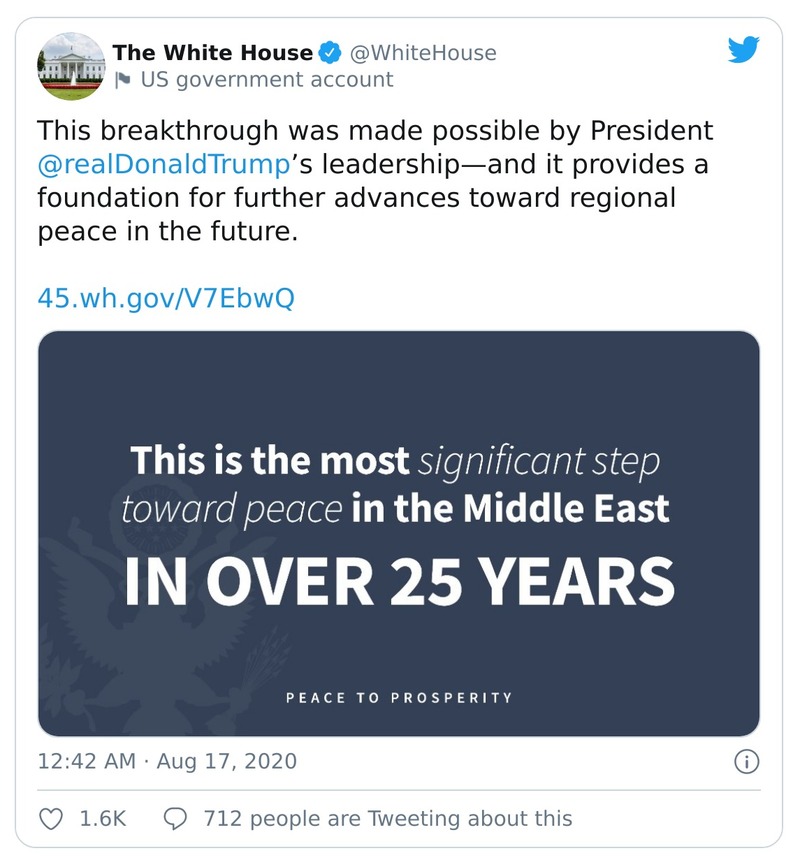 The White House @WhiteHouse
US government account
This breakthrough was made possible by President
@realDonaldTrump’s leadership—and it provides a
foundation for further advances toward regional
peace in the future.
45.wh.gov/V7EbwQ
This is the most significant step
toward peace in the Middle East
IN OVER 25 YEARS
PEACE TO PROSPERITY
12:42 AM · Aug 17, 2020
1.6K 712 people are Tweeting about this